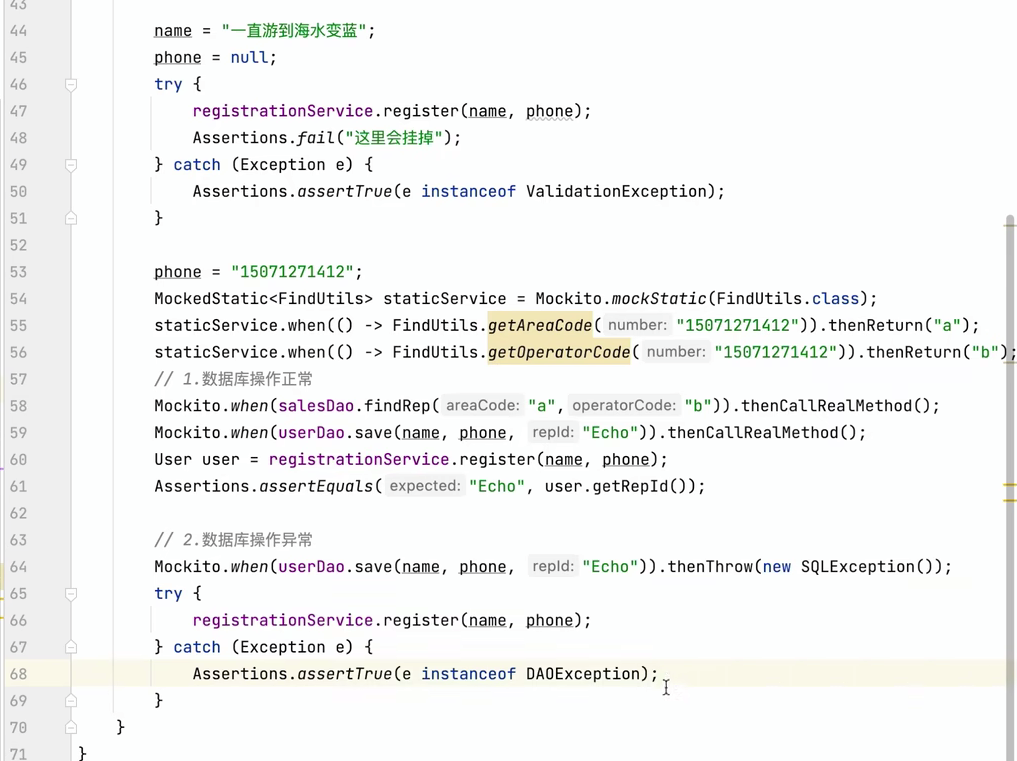 43
44 name = "一直游到海水变蓝";
45 phone = null;
46 try {
47 registrationService.register(name, phone);
48 Assertions.fail("这里会挂掉");
49 } catch (Exception e) {
50 Assertions.assertTrue(e instanceof ValidationException);
51 }
52
53 phone = "15071271412";
54 MockedStatic<FindUtils> staticService = Mockito.mockStatic(FindUtils.class);
55 staticService.when(() -> FindUtils.getAreaCode( number: "15071271412")).thenReturn("a");
56 staticService.when(() -> FindUtils.getOperatorCode( number: "15071271412")).thenReturn("b");
57 // 1.数据库操作正常
58 Mockito.when(salesDao.findRep( areaCode: "a", operatorCode: "b")).thenCallRealMethod();
59 Mockito.when(userDao.save(name, phone, repId: "Echo")).thenCallRealMethod();
60 User user = registrationService.register(name, phone);
61 Assertions.assertEquals( expected: "Echo", user.getRepId());
62
63 // 2.数据库操作异常
64 Mockito.when(userDao.save(name, phone, repId: "Echo")).thenThrow(new SQLException());
65 try {
66 registrationService.register(name, phone);
67 } catch (Exception e) {
68 Assertions.assertTrue(e instanceof DAOException);
69 }
70 }
71 }